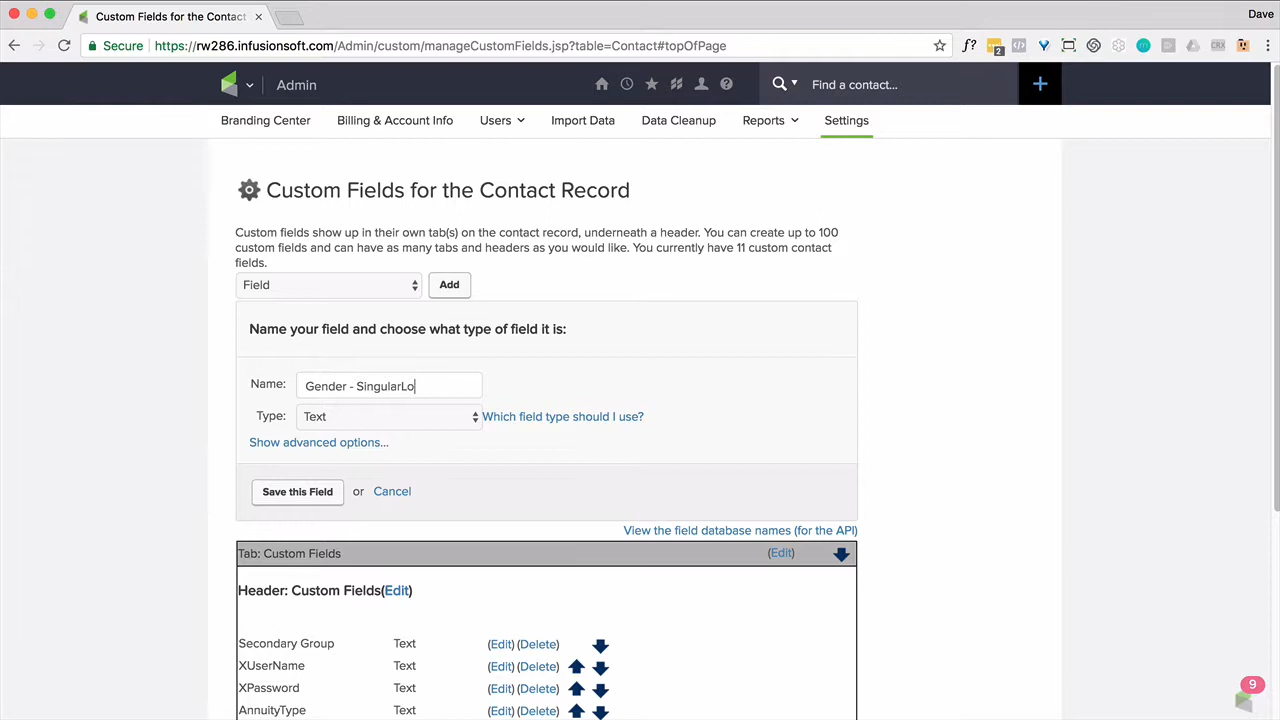 Custom Fields for the Contact
Dave
Secure
https://rw286.infusionsoft.com/Admin/custom/manageCustomFields.jsp?table=Contact#topOfPage
f?
2
CRX
Admin
Find a contact...
Branding Center
Billing & Account Info
Users
Import Data
Data Cleanup
Reports
Settings
Custom Fields for the Contact Record
Custom fields show up in their own tab(s) on the contact record, underneath a header. You can create up to 100
custom fields and can have as many tabs and headers as you would like. You currently have 11 custom contact
fields.
Field
Add
Name your field and choose what type of field it is:
Name: Gender - SingularLo
Type: Text
Which field type should I use?
Show advanced options...
Save this Field or Cancel
View the field database names (for the API)
Tab: Custom Fields (Edit)
Header: Custom Fields(Edit)
Secondary Group Text (Edit) (Delete)
XUserName Text (Edit) (Delete)
XPassword Text (Edit) (Delete)
AnnuityType Text (Edit) (Delete)
9